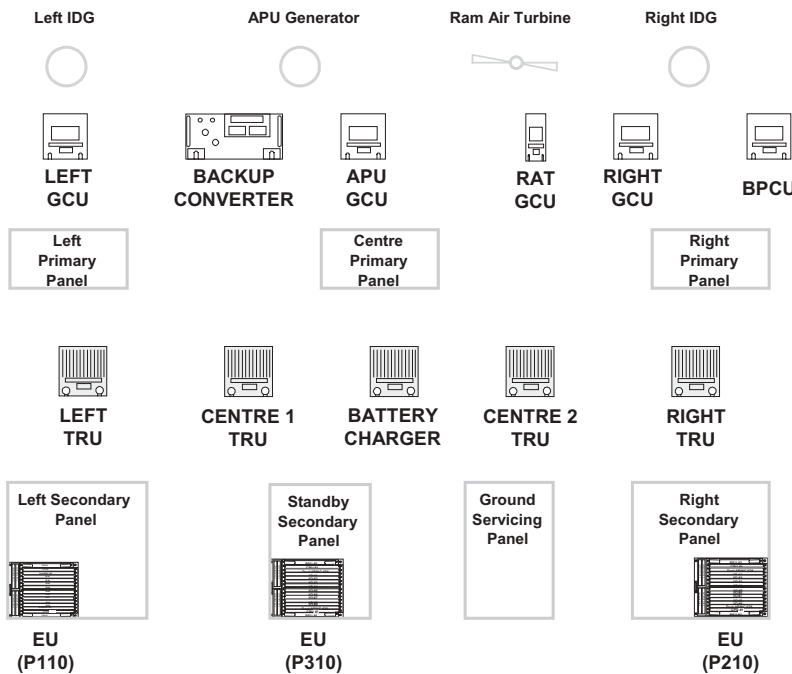 Left IDG
APU Generator
Ram Air Turbine
Right IDG
LEFT
GCU
BACKUP
CONVERTER
APU
GCU
RAT
GCU
RIGHT
GCU
BPCU
Left
Primary
Panel
Centre
Primary
Panel
Right
Primary
Panel
LEFT
TRU
CENTRE 1
TRU
BATTERY
CHARGER
CENTRE 2
TRU
RIGHT
TRU
Left Secondary
Panel
Standby
Secondary
Panel
Ground
Servicing
Panel
Right
Secondary
Panel
EU
(P110)
EU
(P310)
EU
(P210)